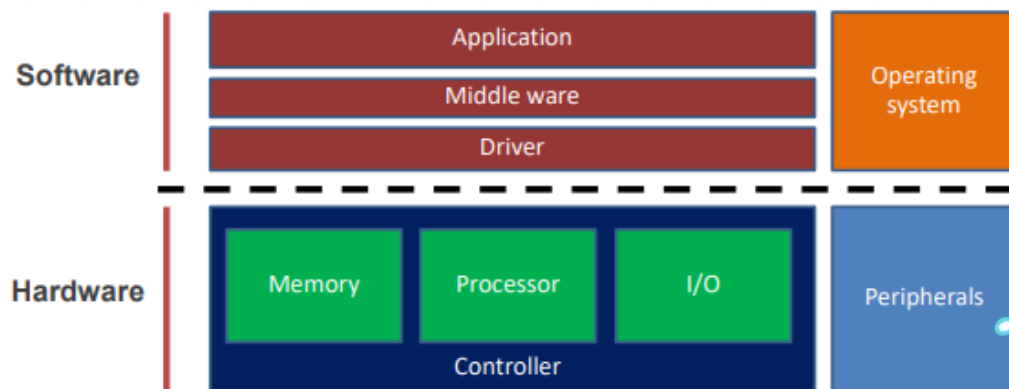 Software
Application
Middle ware
Driver
Operating
system
Hardware
Memory
Processor
I/O
Controller
Peripherals